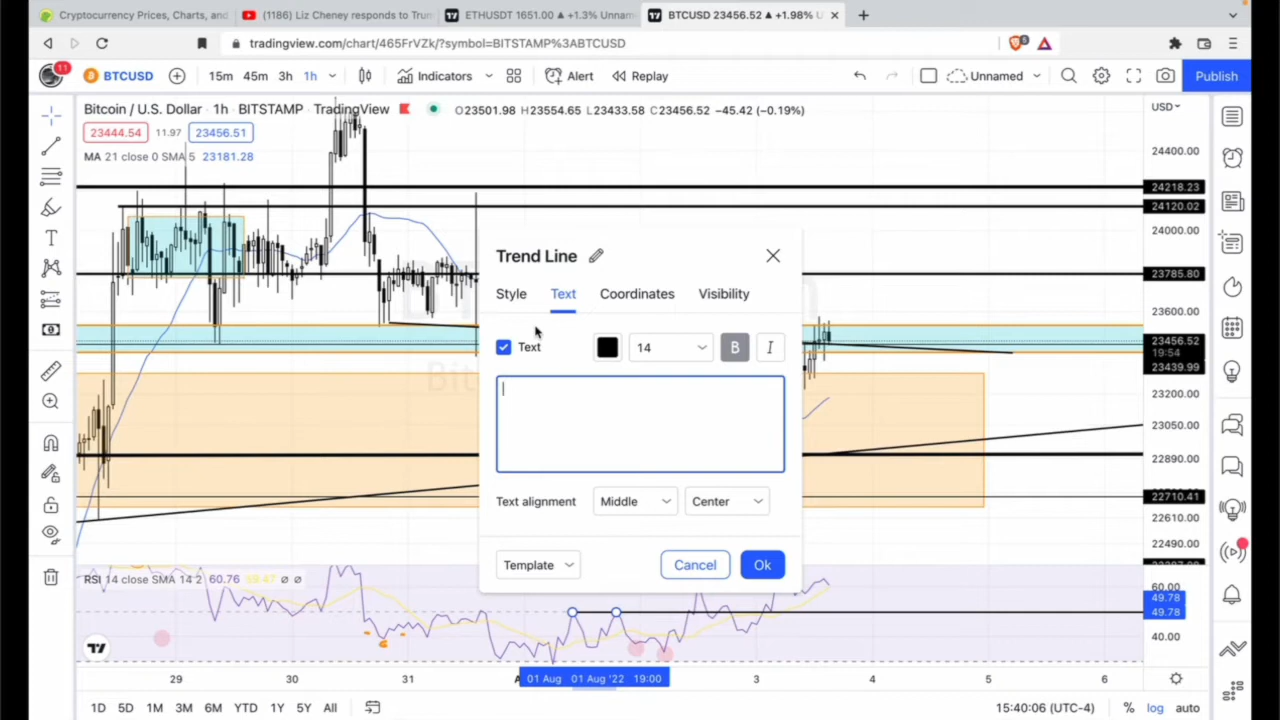 Cryptocurrency Prices, Charts, and
(1186) Liz Cheney responds to Trum
ETHUSDT 1651.00 ▲ +1.3% Unnam
BTCUSD 23456.52 ▲ +1.98% U
tradingview.com/chart/465FrVZk/?symbol=BITSTAMP%3ABTCUSD
5
11
BTCUSD
15m 45m 3h 1h
Indicators
Alert
Replay
Unnamed
Publish
Bitcoin / U.S. Dollar · 1h · BITSTAMP · TradingView
O23501.98 H23554.65 L23433.58 C23456.52 −45.42 (−0.19%)
USD
23444.54 11.97 23456.51
MA 21 close 0 SMA 5 23181.28
24400.00
24218.23
24120.02
24000.00
23785.80
23600.00
23456.52
19:54
23439.99
23200.00
23050.00
22890.00
22710.41
22610.00
22490.00
Trend Line
Style Text Coordinates Visibility
Text
14
B
I
Text alignment
Middle
Center
Template
Cancel
Ok
RSI 14 close SMA 14 2 60.76 59.47 ø ø
60.00
49.78
49.78
40.00
29 30 31
01 Aug 01 Aug '22 19:00
3 4 5 6
1D 5D 1M 3M 6M YTD 1Y 5Y All
15:40:06 (UTC-4)
% log auto